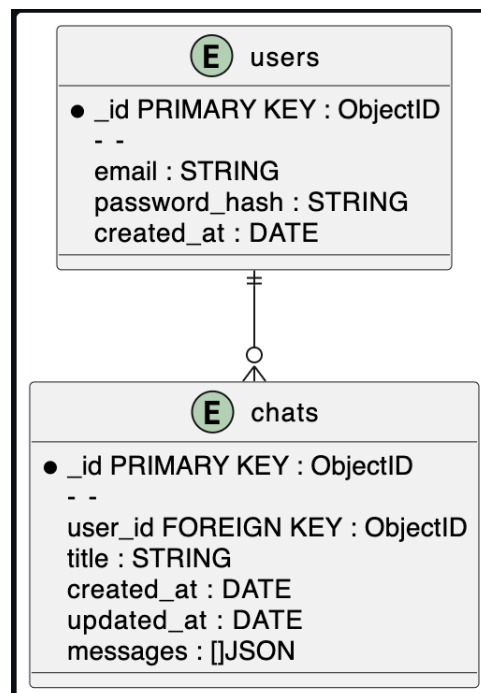 E users
_id PRIMARY KEY : ObjectID
- -
email : STRING
password_hash : STRING
created_at : DATE
E chats
_id PRIMARY KEY : ObjectID
- -
user_id FOREIGN KEY : ObjectID
title : STRING
created_at : DATE
updated_at : DATE
messages : []JSON